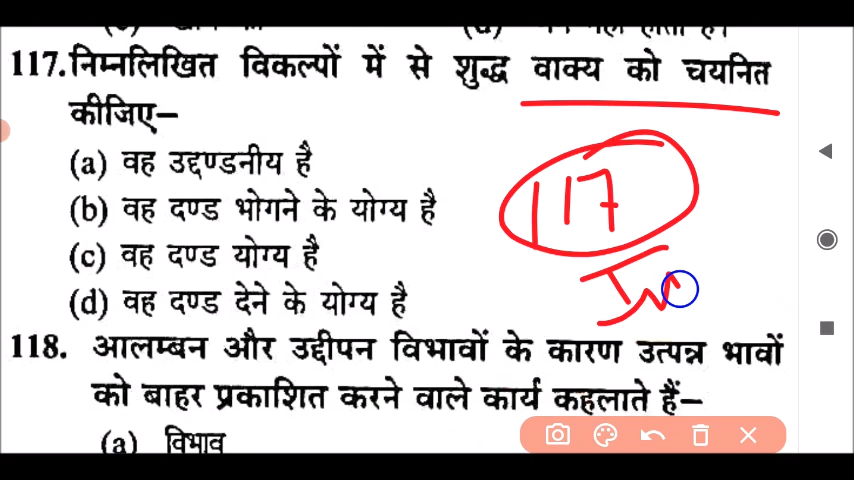 117. निम्नलिखित विकल्पों में से शुद्ध वाक्य को चयनित
कीजिए–
(a) वह उद्दण्डनीय है
(b) वह दण्ड भोगने के योग्य है
(c) वह दण्ड योग्य है
(d) वह दण्ड देने के योग्य है
117
118. आलम्बन और उद्दीपन विभावों के कारण उत्पन्न भावों
को बाहर प्रकाशित करने वाले कार्य कहलाते हैं–
(a) विभाव